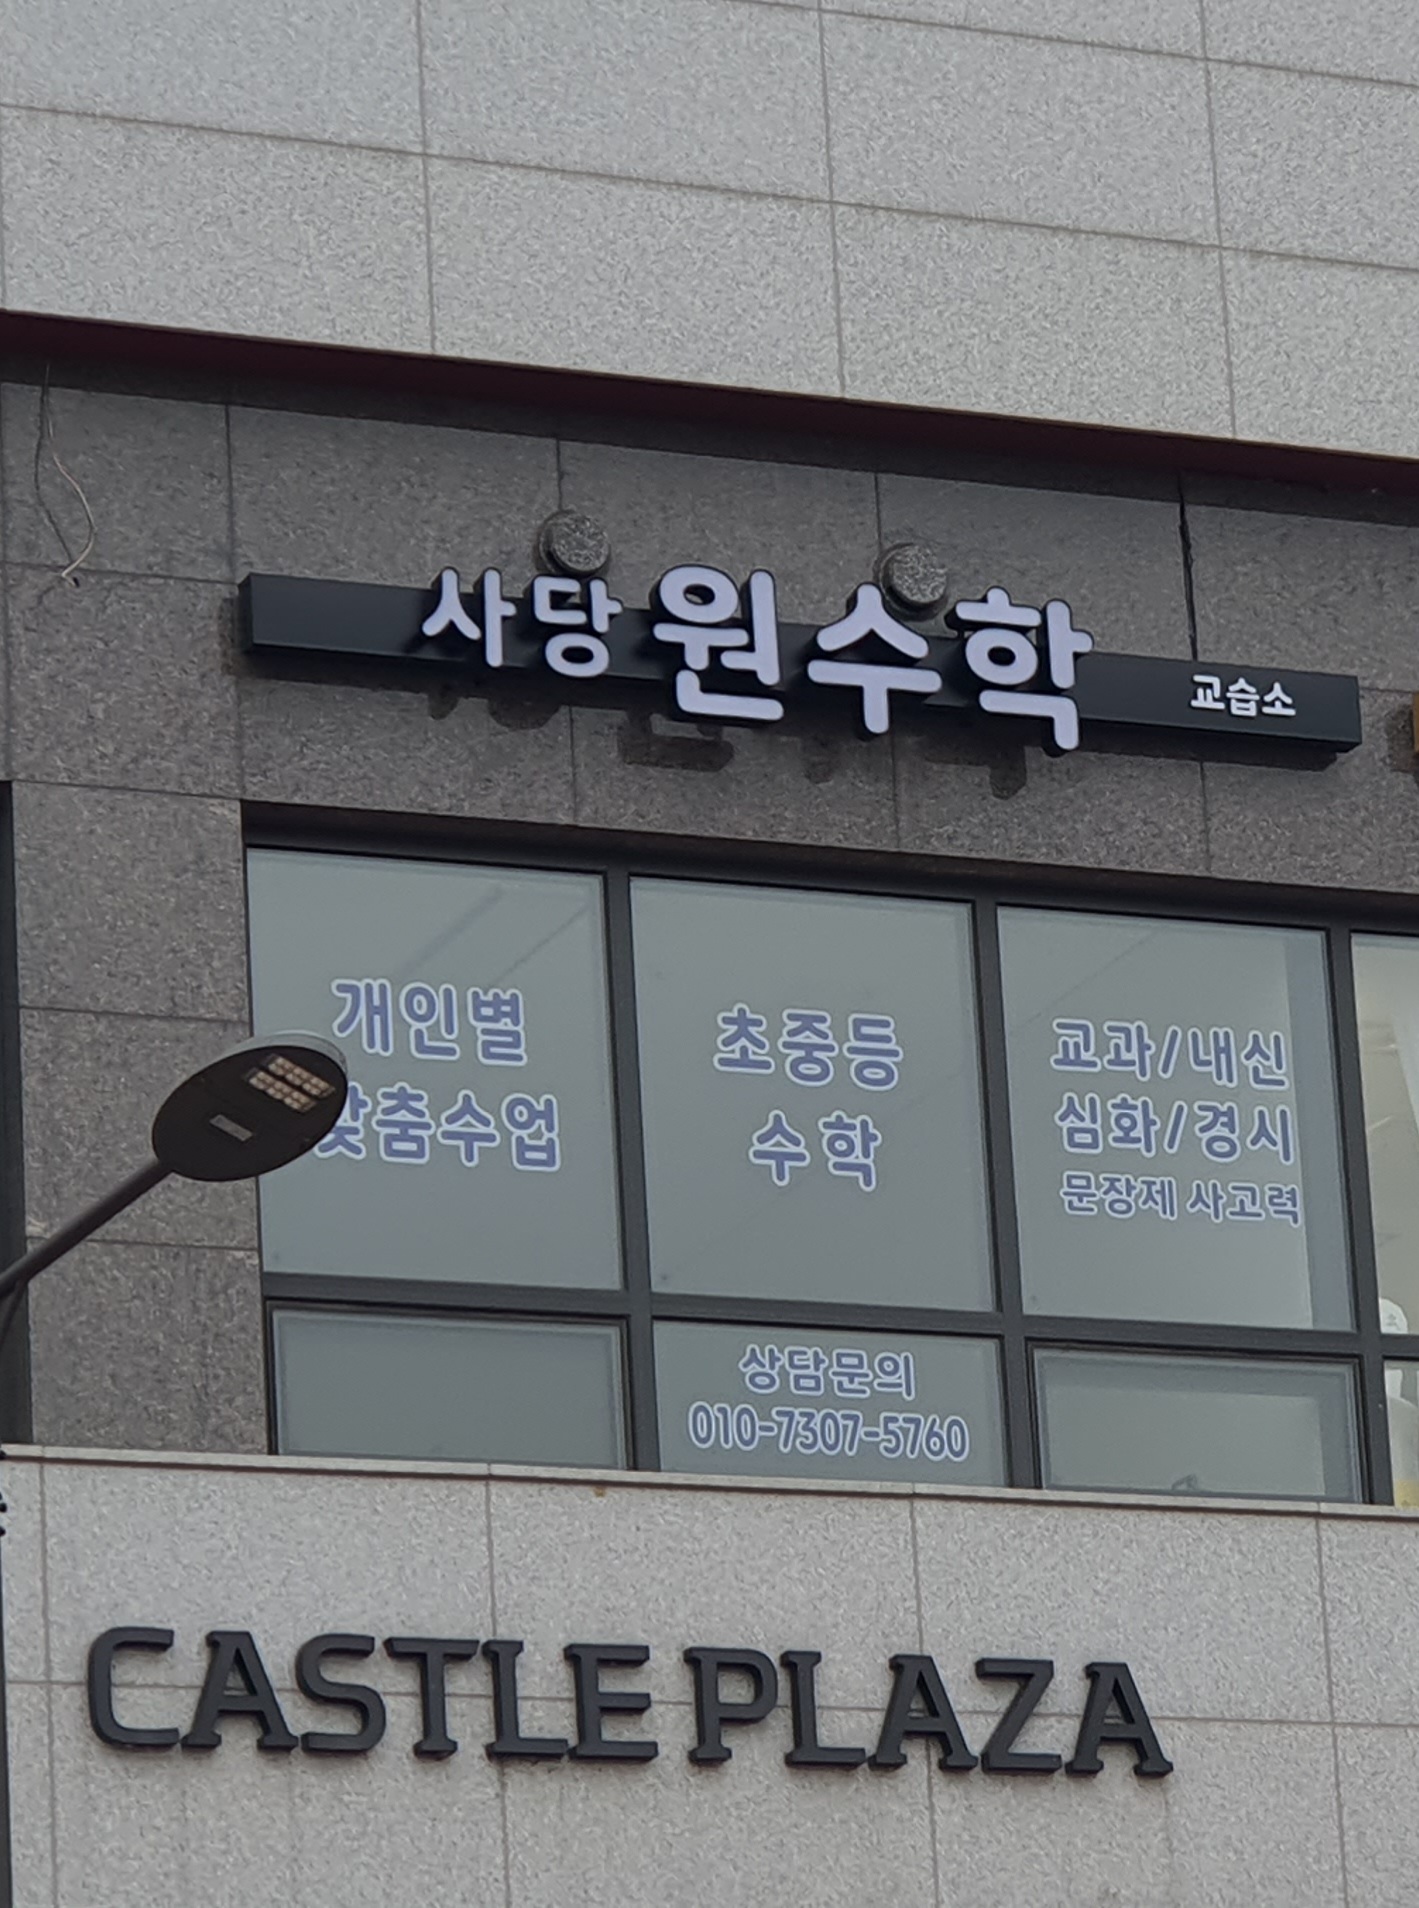 사당 원수학 교습소
개인별
맞춤수업
초중등
수학
교과/내신
심화/경시
문장제 사고력
상담문의
010-7307-5760
CASTLE PLAZA